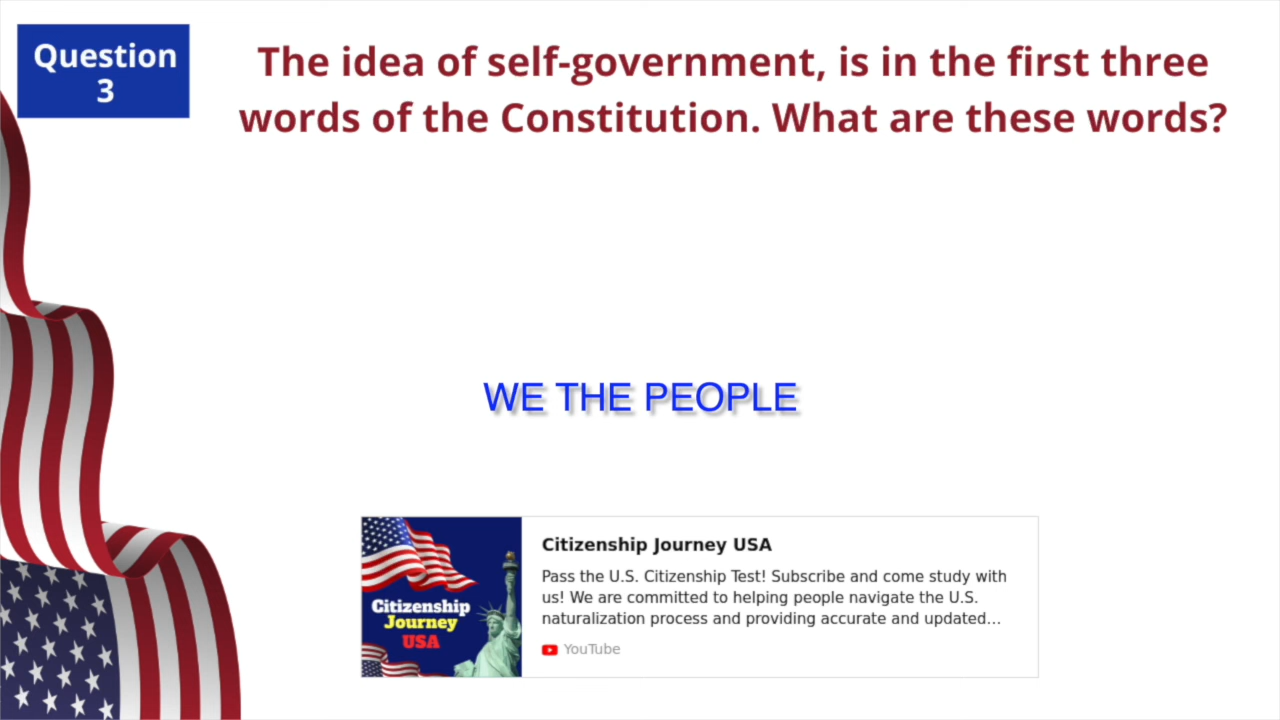 Question
3
The idea of self-government, is in the first three
words of the Constitution. What are these words?
WE THE PEOPLE
Citizenship
Journey
USA
Citizenship Journey USA
Pass the U.S. Citizenship Test! Subscribe and come study with
us! We are committed to helping people navigate the U.S.
naturalization process and providing accurate and updated...
YouTube